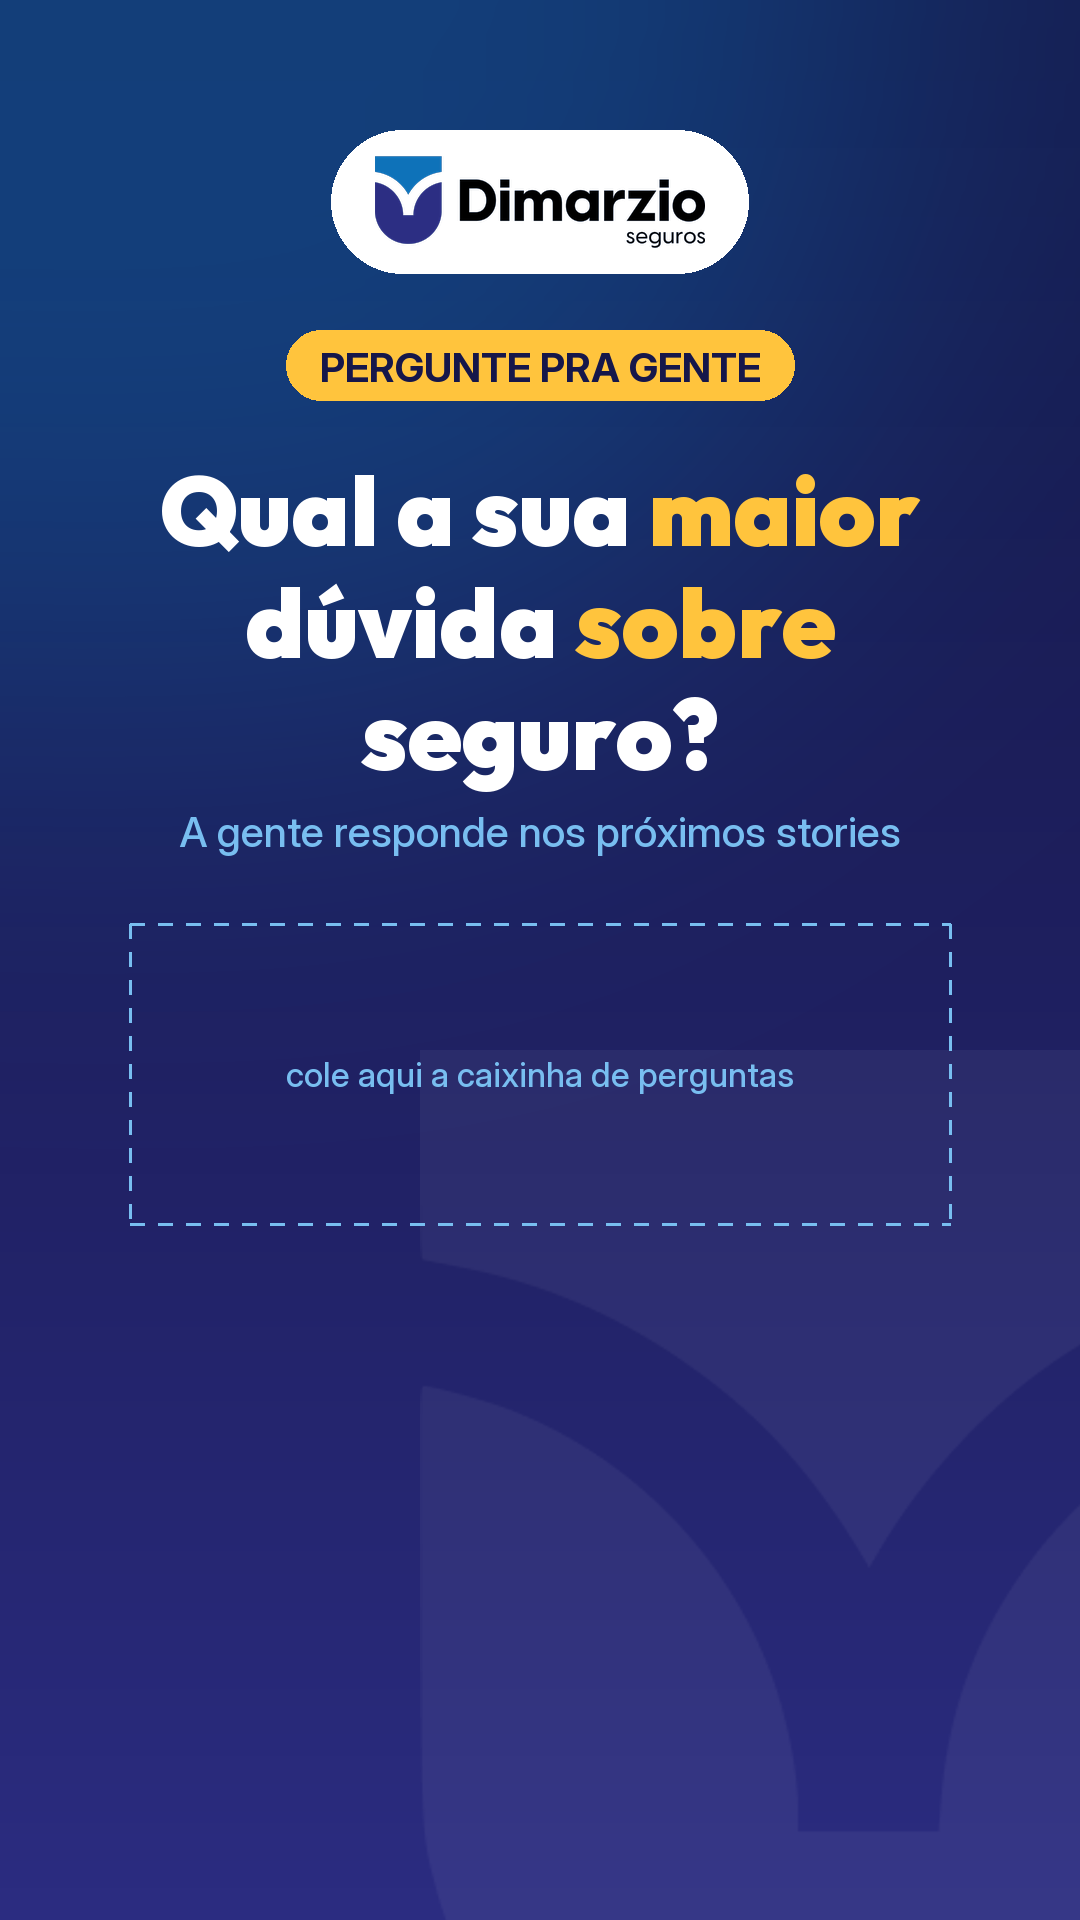 Dimarzio
seguros
PERGUNTE PRA GENTE
Qual a sua maior
dúvida sobre
seguro?
A gente responde nos próximos stories
cole aqui a caixinha de perguntas